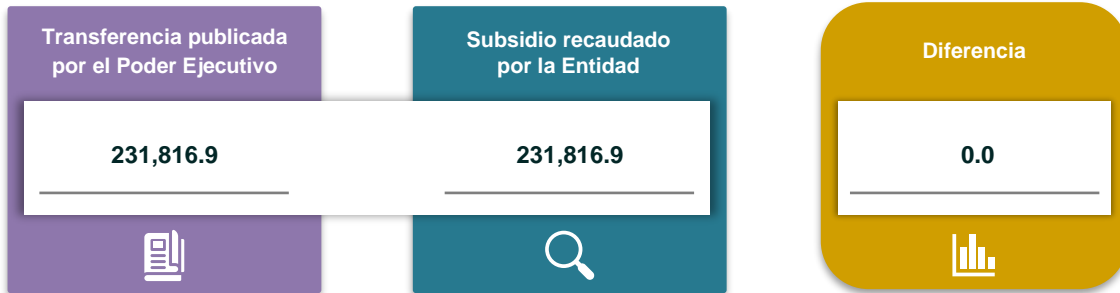 Transferencia publicada
por el Poder Ejecutivo
231,816.9
Subsidio recaudado
por la Entidad
231,816.9
Diferencia
0.0